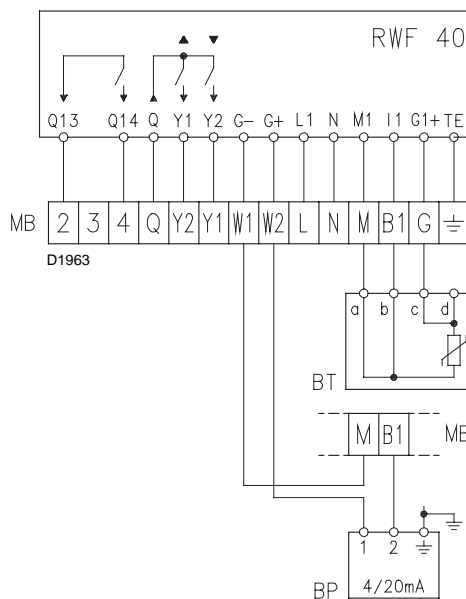 RWF 40
Q13 Q14 Q Y1 Y2 G- G+ L1 N M1 I1 G1+ TE
MB 2 3 4 Q Y2 Y1 W1 W2 L N M B1 G
D1963
a b c d
BT
M B1 MB
1 2
BP 4/20mA